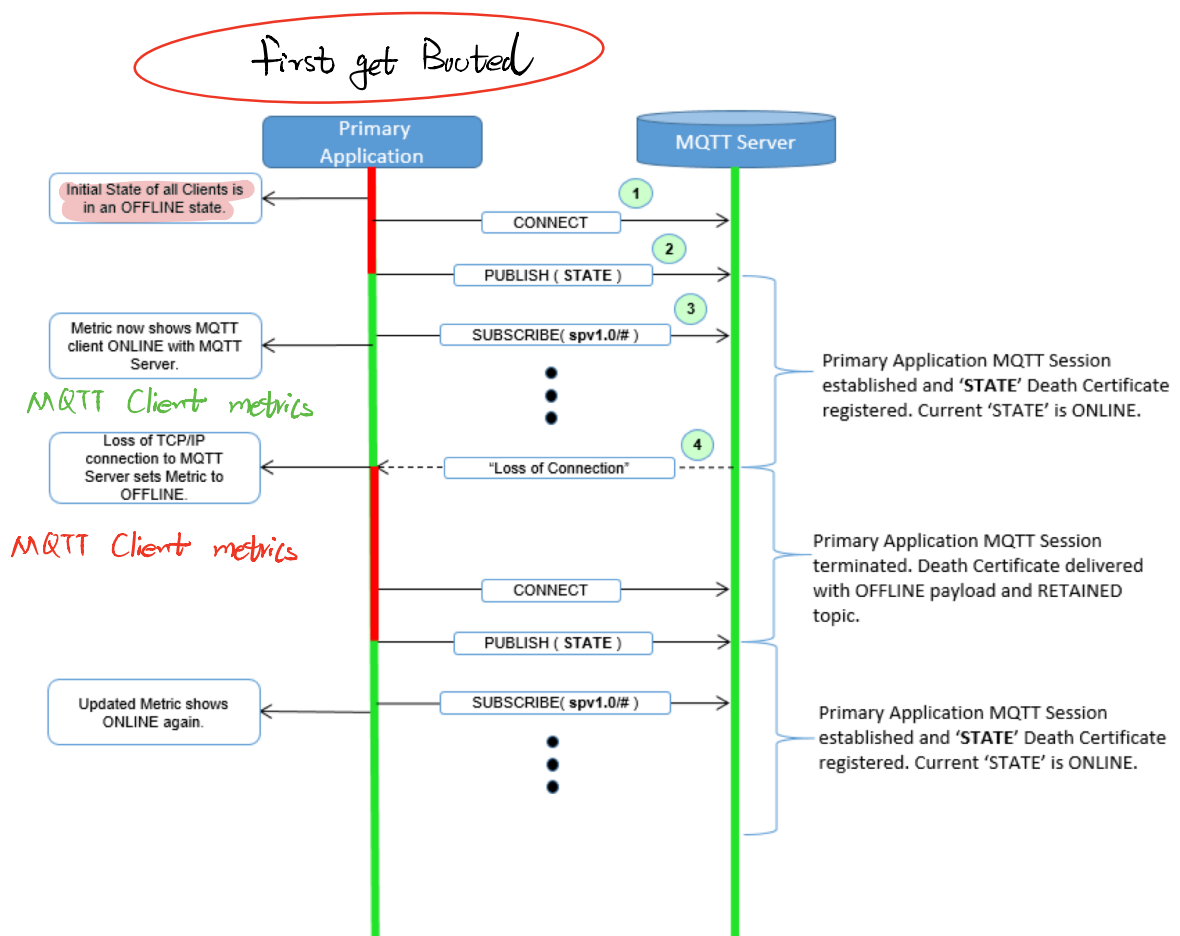 First get Booted
Primary
Application
MQTT Server
Initial State of all Clients is
in an OFFLINE state.
1
CONNECT
2
PUBLISH ( STATE )
3
SUBSCRIBE( spv1.0/# )
Metric now shows MQTT
client ONLINE with MQTT
Server.
MQTT Client metrics
Primary Application MQTT Session
established and ‘STATE’ Death Certificate
registered. Current ‘STATE’ is ONLINE.
4
“Loss of Connection”
Loss of TCP/IP
connection to MQTT
Server sets Metric to
OFFLINE.
MQTT Client metrics
Primary Application MQTT Session
terminated. Death Certificate delivered
with OFFLINE payload and RETAINED
topic.
CONNECT
PUBLISH ( STATE )
SUBSCRIBE( spv1.0/# )
Updated Metric shows
ONLINE again.
Primary Application MQTT Session
established and ‘STATE’ Death Certificate
registered. Current ‘STATE’ is ONLINE.